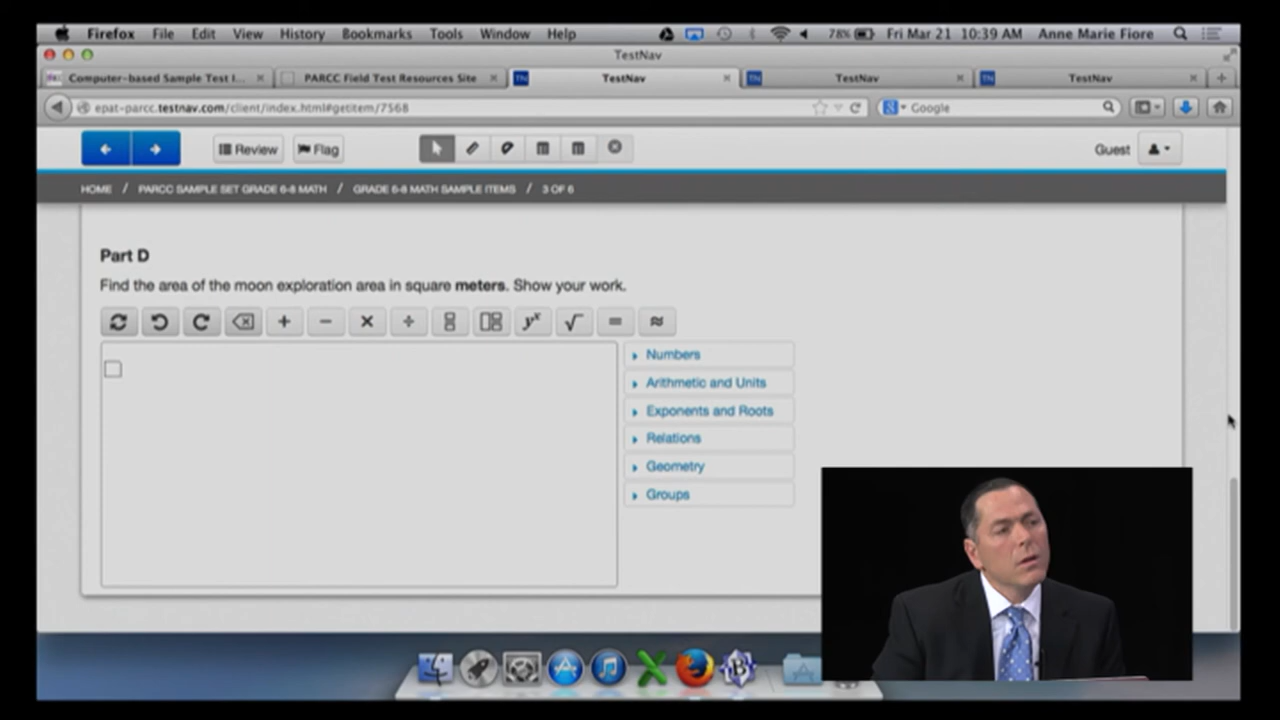 Firefox File Edit View History Bookmarks Tools Window Help 78% Fri Mar 21 10:39 AM Anne Marie Fiore
TestNav
Computer-based Sample Test I... PARCC Field Test Resources Site TestNav TestNav TestNav
epat-parcc.testnav.com/client/index.html#getitem/7568 Google
Review Flag Guest
HOME / PARCC SAMPLE SET GRADE 6-8 MATH / GRADE 6-8 MATH SAMPLE ITEMS / 3 OF 6
Part D
Find the area of the moon exploration area in square meters. Show your work.
+ − × ÷ yˣ √ = ≈
Numbers
Arithmetic and Units
Exponents and Roots
Relations
Geometry
Groups